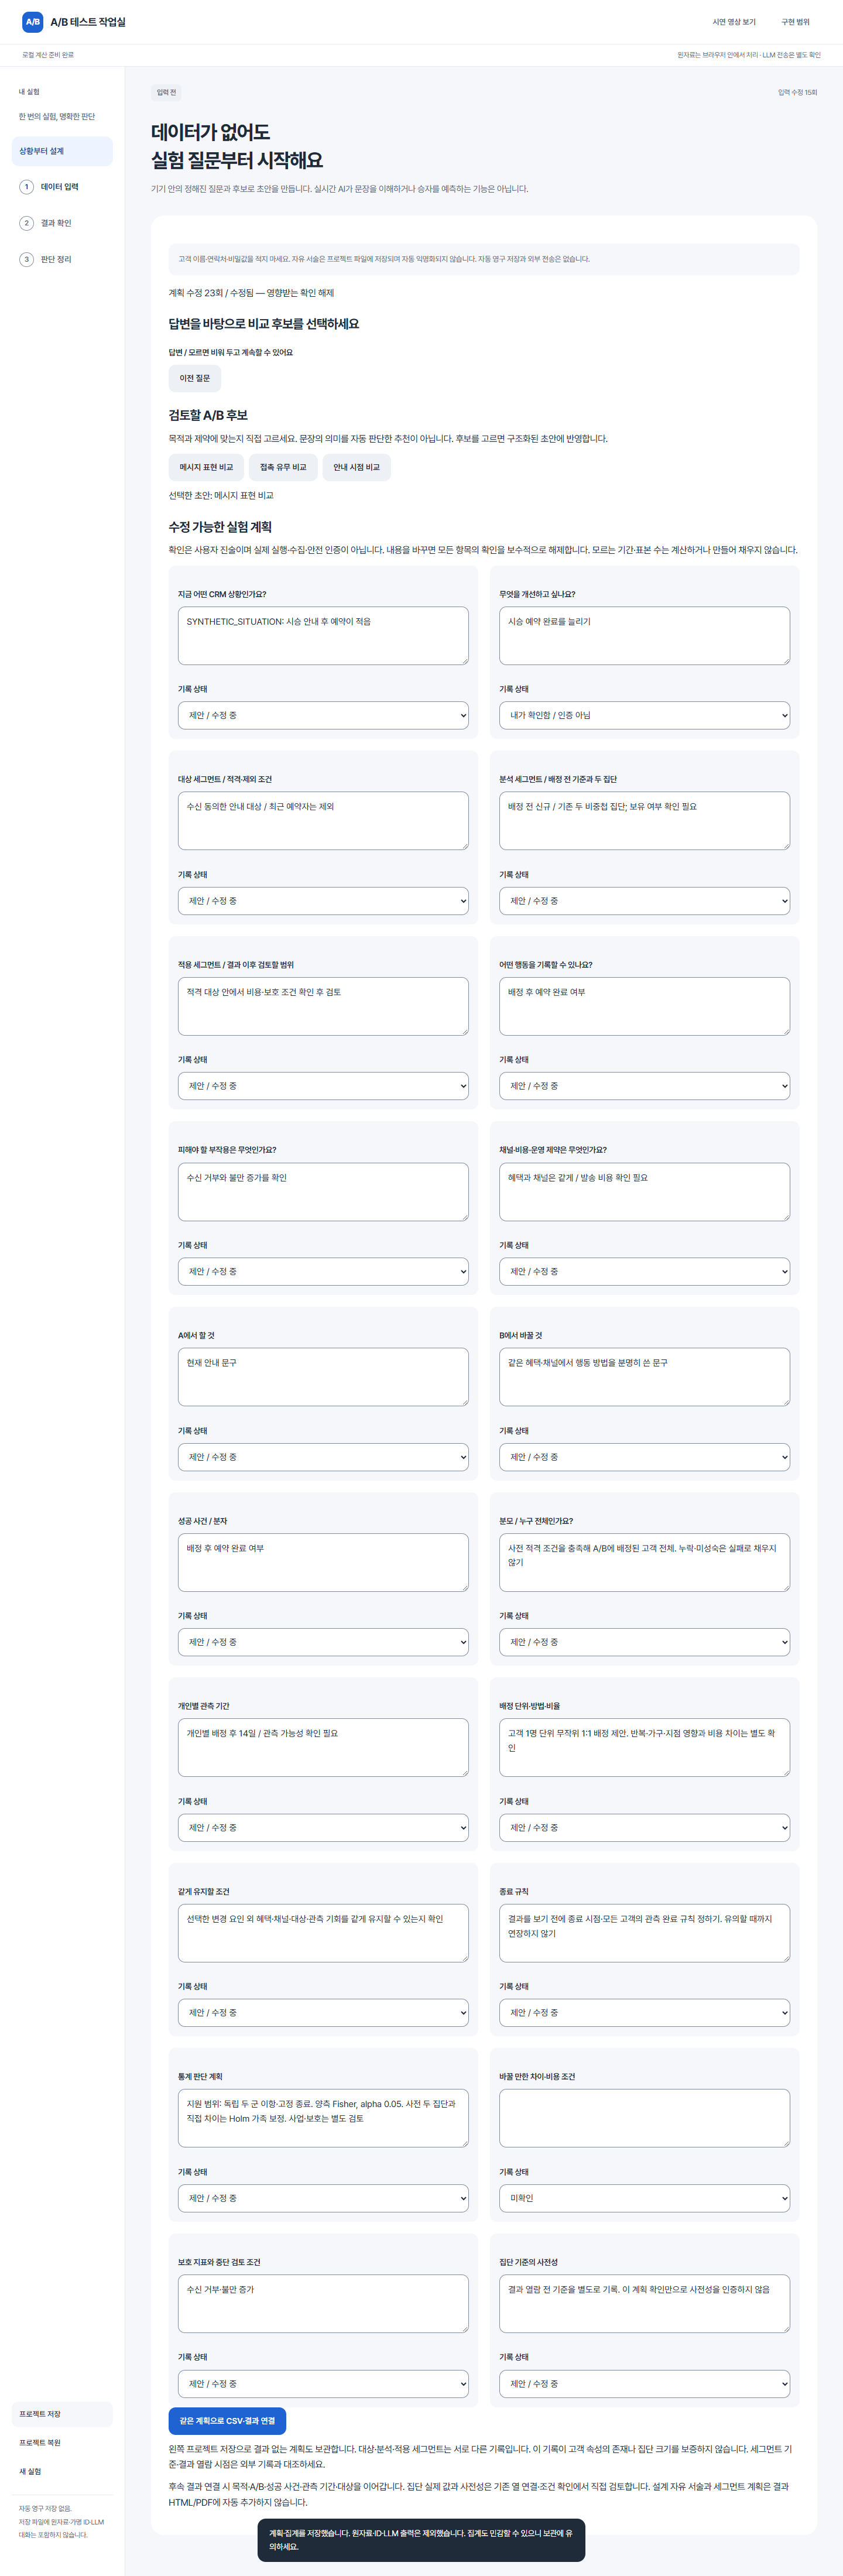 A/B
A/B 테스트 작업실
시연 영상 보기
구현 범위
로컬 계산 준비 완료
원자료는 브라우저 안에서 처리 · LLM 전송은 별도 확인
내 실험
한 번의 실험, 명확한 판단
상황부터 설계
1 데이터 입력
2 결과 확인
3 판단 정리
입력 전
입력 수정 15회
데이터가 없어도
실험 질문부터 시작해요
기기 안의 정해진 질문과 후보로 초안을 만듭니다. 실시간 AI가 문장을 이해하거나 승자를 예측하는 기능은 아닙니다.
고객 이름·연락처·비밀값을 적지 마세요. 자유 서술은 프로젝트 파일에 저장되며 자동 익명화되지 않습니다. 자동 영구 저장과 외부 전송은 없습니다.
계획 수정 23회 / 수정됨 — 영향받는 확인 해제
답변을 바탕으로 비교 후보를 선택하세요
답변 / 모르면 비워 두고 계속할 수 있어요
이전 질문
검토할 A/B 후보
목적과 제약에 맞는지 직접 고르세요. 문장의 의미를 자동 판단한 추천이 아닙니다. 후보를 고르면 구조화된 초안에 반영합니다.
메시지 표현 비교
접촉 유무 비교
안내 시점 비교
선택한 초안: 메시지 표현 비교
수정 가능한 실험 계획
확인은 사용자 진술이며 실제 실행·수집·안전 인증이 아닙니다. 내용을 바꾸면 모든 항목의 확인을 보수적으로 해제합니다. 모르는 기간·표본 수는 계산하거나 만들어 채우지 않습니다.
지금 어떤 CRM 상황인가요?
SYNTHETIC_SITUATION: 시승 안내 후 예약이 적음
기록 상태
제안 / 수정 중
무엇을 개선하고 싶나요?
시승 예약 완료를 늘리기
기록 상태
내가 확인함 / 인증 아님
대상 세그먼트 / 적격·제외 조건
수신 동의한 안내 대상 / 최근 예약자는 제외
기록 상태
제안 / 수정 중
분석 세그먼트 / 배정 전 기준과 두 집단
배정 전 신규 / 기존 두 비중첩 집단; 보유 여부 확인 필요
기록 상태
제안 / 수정 중
적용 세그먼트 / 결과 이후 검토할 범위
적격 대상 안에서 비용·보호 조건 확인 후 검토
기록 상태
제안 / 수정 중
어떤 행동을 기록할 수 있나요?
배정 후 예약 완료 여부
기록 상태
제안 / 수정 중
피해야 할 부작용은 무엇인가요?
수신 거부와 불만 증가를 확인
기록 상태
제안 / 수정 중
채널·비용·운영 제약은 무엇인가요?
혜택과 채널은 같게 / 발송 비용 확인 필요
기록 상태
제안 / 수정 중
A에서 할 것
현재 안내 문구
기록 상태
제안 / 수정 중
B에서 바꿀 것
같은 혜택·채널에서 행동 방법을 분명히 쓴 문구
기록 상태
제안 / 수정 중
성공 사건 / 분자
배정 후 예약 완료 여부
기록 상태
제안 / 수정 중
분모 / 누구 전체인가요?
사전 적격 조건을 충족해 A/B에 배정된 고객 전체. 누락·미성숙은 실패로 채우지
않기
기록 상태
제안 / 수정 중
개인별 관측 기간
개인별 배정 후 14일 / 관측 가능성 확인 필요
기록 상태
제안 / 수정 중
배정 단위·방법·비율
고객 1명 단위 무작위 1:1 배정 제안. 반복·가구·지점 영향과 비용 차이는 별도 확
인
기록 상태
제안 / 수정 중
같게 유지할 조건
선택한 변경 요인 외 혜택·채널·대상·관측 기회를 같게 유지할 수 있는지 확인
기록 상태
제안 / 수정 중
종료 규칙
결과를 보기 전에 종료 시점·모든 고객의 관측 완료 규칙 정하기. 유의할 때까지
연장하지 않기
기록 상태
제안 / 수정 중
통계 판단 계획
지원 범위: 독립 두 군 이항·고정 종료. 양측 Fisher, alpha 0.05. 사전 두 집단과
직접 차이는 Holm 가족 보정. 사업·보호는 별도 검토
기록 상태
제안 / 수정 중
바꿀 만한 차이·비용 조건
기록 상태
미확인
보호 지표와 중단 검토 조건
수신 거부·불만 증가
기록 상태
제안 / 수정 중
집단 기준의 사전성
결과 열람 전 기준을 별도로 기록. 이 계획 확인만으로 사전성을 인증하지 않음
기록 상태
제안 / 수정 중
같은 계획으로 CSV·결과 연결
왼쪽 프로젝트 저장으로 결과 없는 계획도 보관합니다. 대상·분석·적용 세그먼트는 서로 다른 기록입니다. 이 기록이 고객 속성의 존재나 집단 크기를 보증하지 않습니다. 세그먼트 기
준·결과 열람 시점은 외부 기록과 대조하세요.
후속 결과 연결 시 목적·A/B·성공 사건·관측 기간·대상을 이어갑니다. 집단 실제 값과 사전성은 기존 열 연결·조건 확인에서 직접 검토합니다. 설계 자유 서술과 세그먼트 계획은 결과
HTML/PDF에 자동 추가하지 않습니다.
프로젝트 저장
프로젝트 복원
새 실험
자동 영구 저장 없음.
저장 파일에 원자료·가명 ID·LLM
대화는 포함하지 않습니다.
계획·집계를 저장했습니다. 원자료·ID·LLM 출력은 제외했습니다. 집계도 민감할 수 있으니 보관에 유
의하세요.